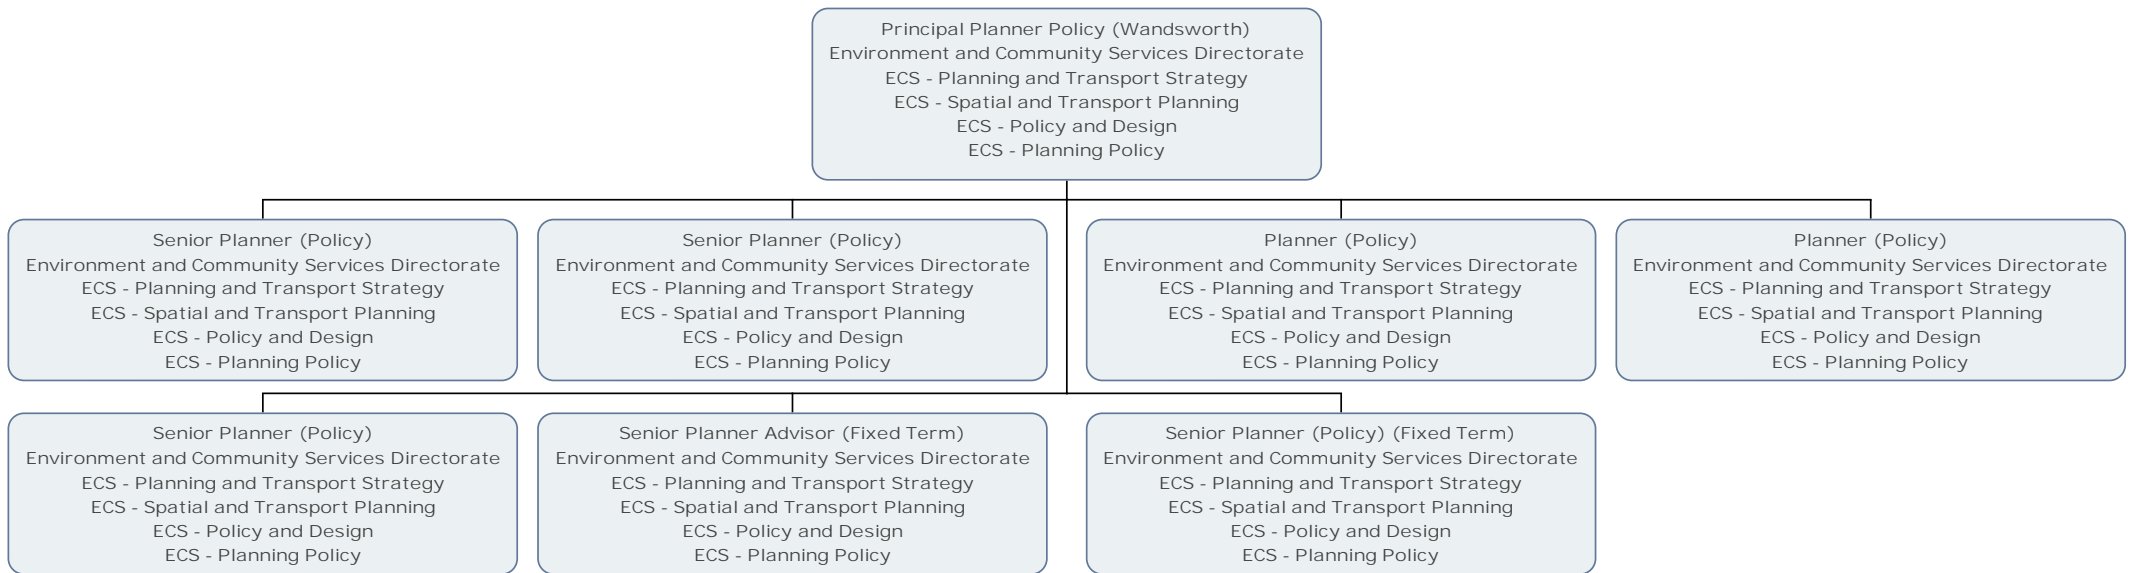 Principal Planner Policy (Wandsworth)
Environment and Community Services Directorate
ECS - Planning and Transport Strategy
ECS - Spatial and Transport Planning
ECS - Policy and Design
ECS - Planning Policy
Senior Planner (Policy)
Environment and Community Services Directorate
ECS - Planning and Transport Strategy
ECS - Spatial and Transport Planning
ECS - Policy and Design
ECS - Planning Policy
Senior Planner (Policy)
Environment and Community Services Directorate
ECS - Planning and Transport Strategy
ECS - Spatial and Transport Planning
ECS - Policy and Design
ECS - Planning Policy
Planner (Policy)
Environment and Community Services Directorate
ECS - Planning and Transport Strategy
ECS - Spatial and Transport Planning
ECS - Policy and Design
ECS - Planning Policy
Planner (Policy)
Environment and Community Services Directorate
ECS - Planning and Transport Strategy
ECS - Spatial and Transport Planning
ECS - Policy and Design
ECS - Planning Policy
Senior Planner (Policy)
Environment and Community Services Directorate
ECS - Planning and Transport Strategy
ECS - Spatial and Transport Planning
ECS - Policy and Design
ECS - Planning Policy
Senior Planner Advisor (Fixed Term)
Environment and Community Services Directorate
ECS - Planning and Transport Strategy
ECS - Spatial and Transport Planning
ECS - Policy and Design
ECS - Planning Policy
Senior Planner (Policy) (Fixed Term)
Environment and Community Services Directorate
ECS - Planning and Transport Strategy
ECS - Spatial and Transport Planning
ECS - Policy and Design
ECS - Planning Policy